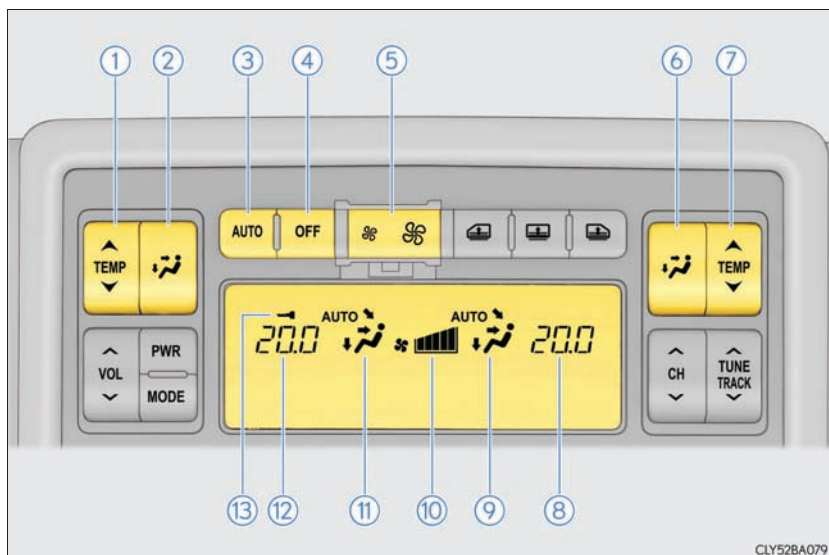 ① ② ③ ④ ⑤ ⑥ ⑦
AUTO OFF
TEMP TEMP
AUTO AUTO
20.0 20.0
VOL PWR CH TUNE
TRACK
MODE
⑬ ⑫ ⑪ ⑩ ⑨ ⑧
CLY52BA079